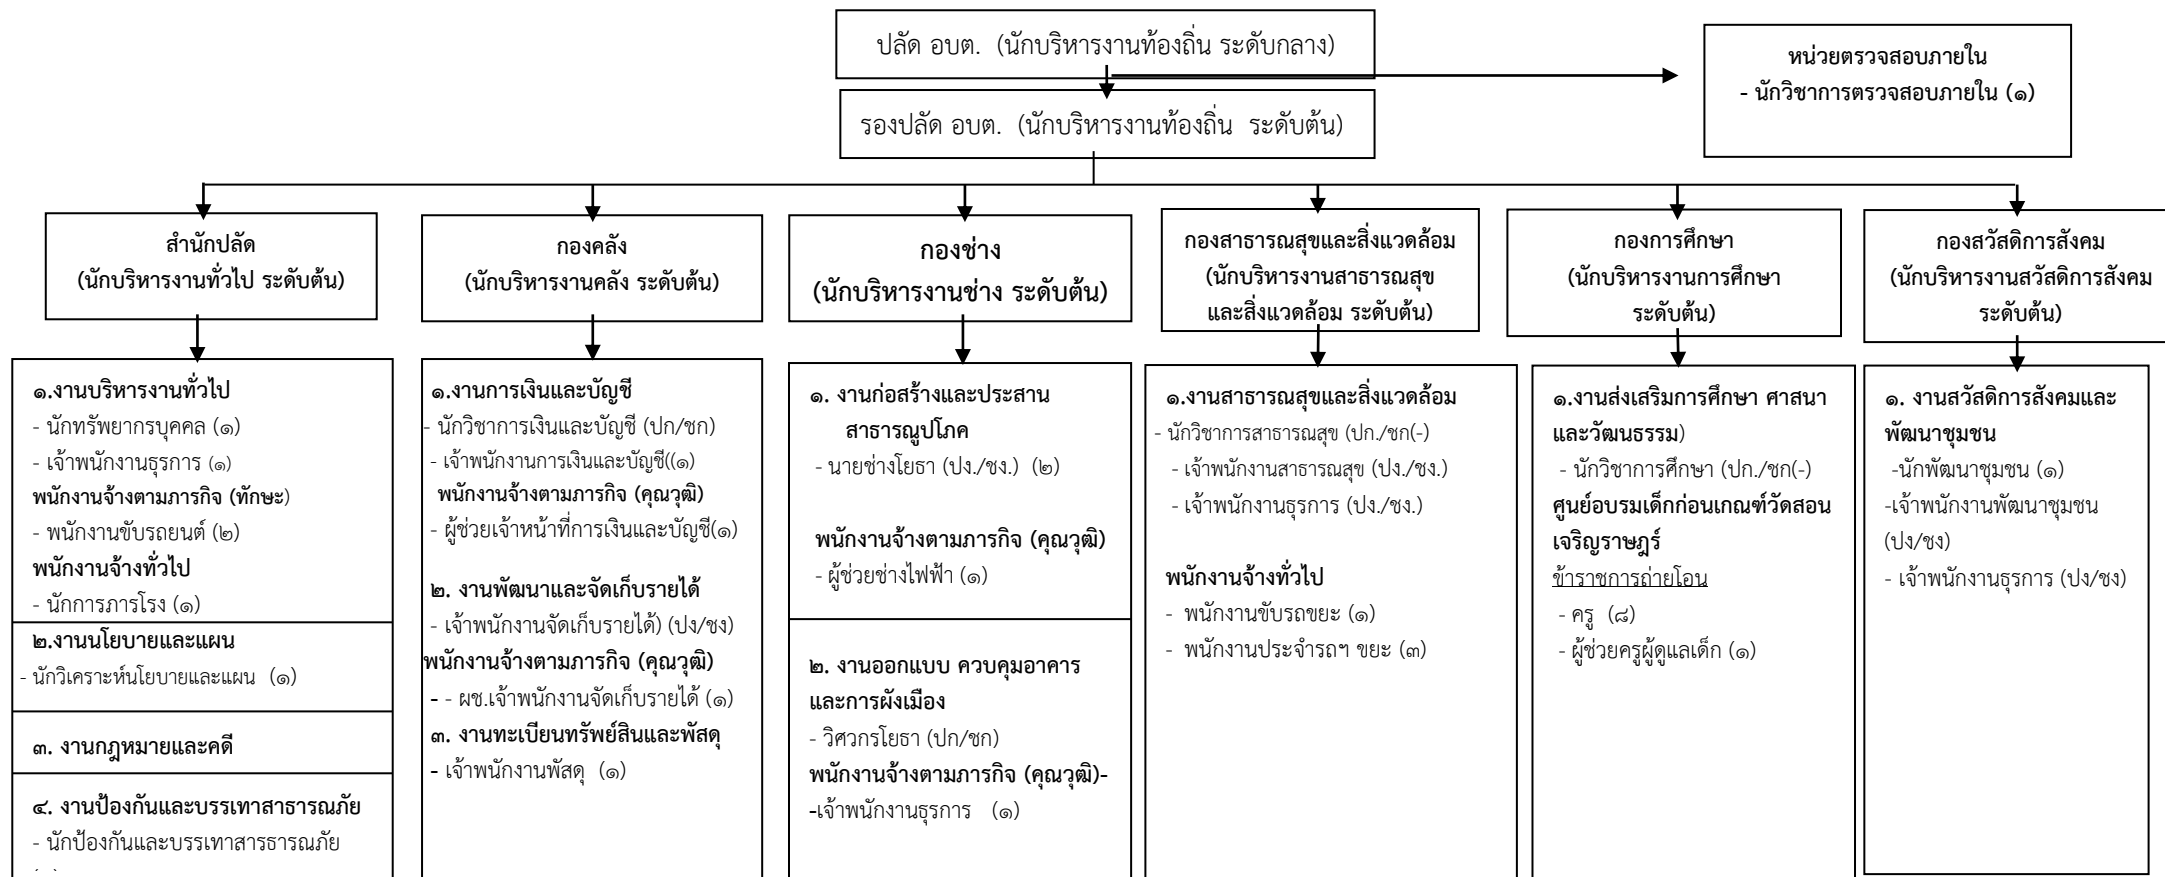 ปลัด อบต.  (นักบริหารงานท้องถิ่น ระดับกลาง)
หน่วยตรวจสอบภายใน
- นักวิชาการตรวจสอบภายใน (๑)
รองปลัด อบต.  (นักบริหารงานท้องถิ่น  ระดับต้น)
สำนักปลัด
(นักบริหารงานทั่วไป ระดับต้น)
กองคลัง
(นักบริหารงานคลัง ระดับต้น)
กองช่าง
(นักบริหารงานช่าง ระดับต้น)
กองสาธารณสุขและสิ่งแวดล้อม
(นักบริหารงานสาธารณสุข
และสิ่งแวดล้อม ระดับต้น)
กองการศึกษา
(นักบริหารงานการศึกษา
ระดับต้น)
กองสวัสดิการสังคม
(นักบริหารงานสวัสดิการสังคม
ระดับต้น)
๑.งานบริหารงานทั่วไป
- นักทรัพยากรบุคคล (๑)
- เจ้าพนักงานธุรการ (๑)
พนักงานจ้างตามภารกิจ (ทักษะ)
- พนักงานขับรถยนต์ (๒)
พนักงานจ้างทั่วไป
- นักการภารโรง (๑)
๒.งานนโยบายและแผน
- นักวิเคราะห์นโยบายและแผน  (๑)
๓. งานกฎหมายและคดี
๔. งานป้องกันและบรรเทาสาธารณภัย
- นักป้องกันและบรรเทาสารธารณภัย
๑.งานการเงินและบัญชี
- นักวิชาการเงินและบัญชี (ปก/ชก)
- เจ้าพนักงานการเงินและบัญชี((๑)
พนักงานจ้างตามภารกิจ (คุณวุฒิ)
- ผู้ช่วยเจ้าหน้าที่การเงินและบัญชี(๑)
๒. งานพัฒนาและจัดเก็บรายได้
- เจ้าพนักงานจัดเก็บรายได้) (ปง/ชง)
พนักงานจ้างตามภารกิจ (คุณวุฒิ)
- - ผช.เจ้าพนักงานจัดเก็บรายได้ (๑)
๓. งานทะเบียนทรัพย์สินและพัสดุ
- เจ้าพนักงานพัสดุ  (๑)
๑. งานก่อสร้างและประสาน
สาธารณูปโภค
- นายช่างโยธา (ปง./ชง.)  (๒)
พนักงานจ้างตามภารกิจ (คุณวุฒิ)
- ผู้ช่วยช่างไฟฟ้า (๑)
๒. งานออกแบบ ควบคุมอาคาร
และการผังเมือง
- วิศวกรโยธา (ปก/ชก)
พนักงานจ้างตามภารกิจ (คุณวุฒิ)-
-เจ้าพนักงานธุรการ   (๑)
๑.งานสาธารณสุขและสิ่งแวดล้อม
- นักวิชาการสาธารณสุข (ปก./ชก(-)
- เจ้าพนักงานสาธารณสุข (ปง./ชง.)
- เจ้าพนักงานธุรการ (ปง./ชง.)
พนักงานจ้างทั่วไป
-  พนักงานขับรถขยะ (๑)
-  พนักงานประจำรถฯ ขยะ (๓)
๑.งานส่งเสริมการศึกษา ศาสนา
และวัฒนธรรม)
- นักวิชาการศึกษา (ปก./ชก(-)
ศูนย์อบรมเด็กก่อนเกณฑ์วัดสอน
เจริญราษฎร์
ข้าราชการถ่ายโอน
- ครู  (๘)
- ผู้ช่วยครูผู้ดูแลเด็ก (๑)
๑. งานสวัสดิการสังคมและ
พัฒนาชุมชน
-นักพัฒนาชุมชน (๑)
-เจ้าพนักงานพัฒนาชุมชน
(ปง/ชง)
- เจ้าพนักงานธุรการ (ปง/ชง)